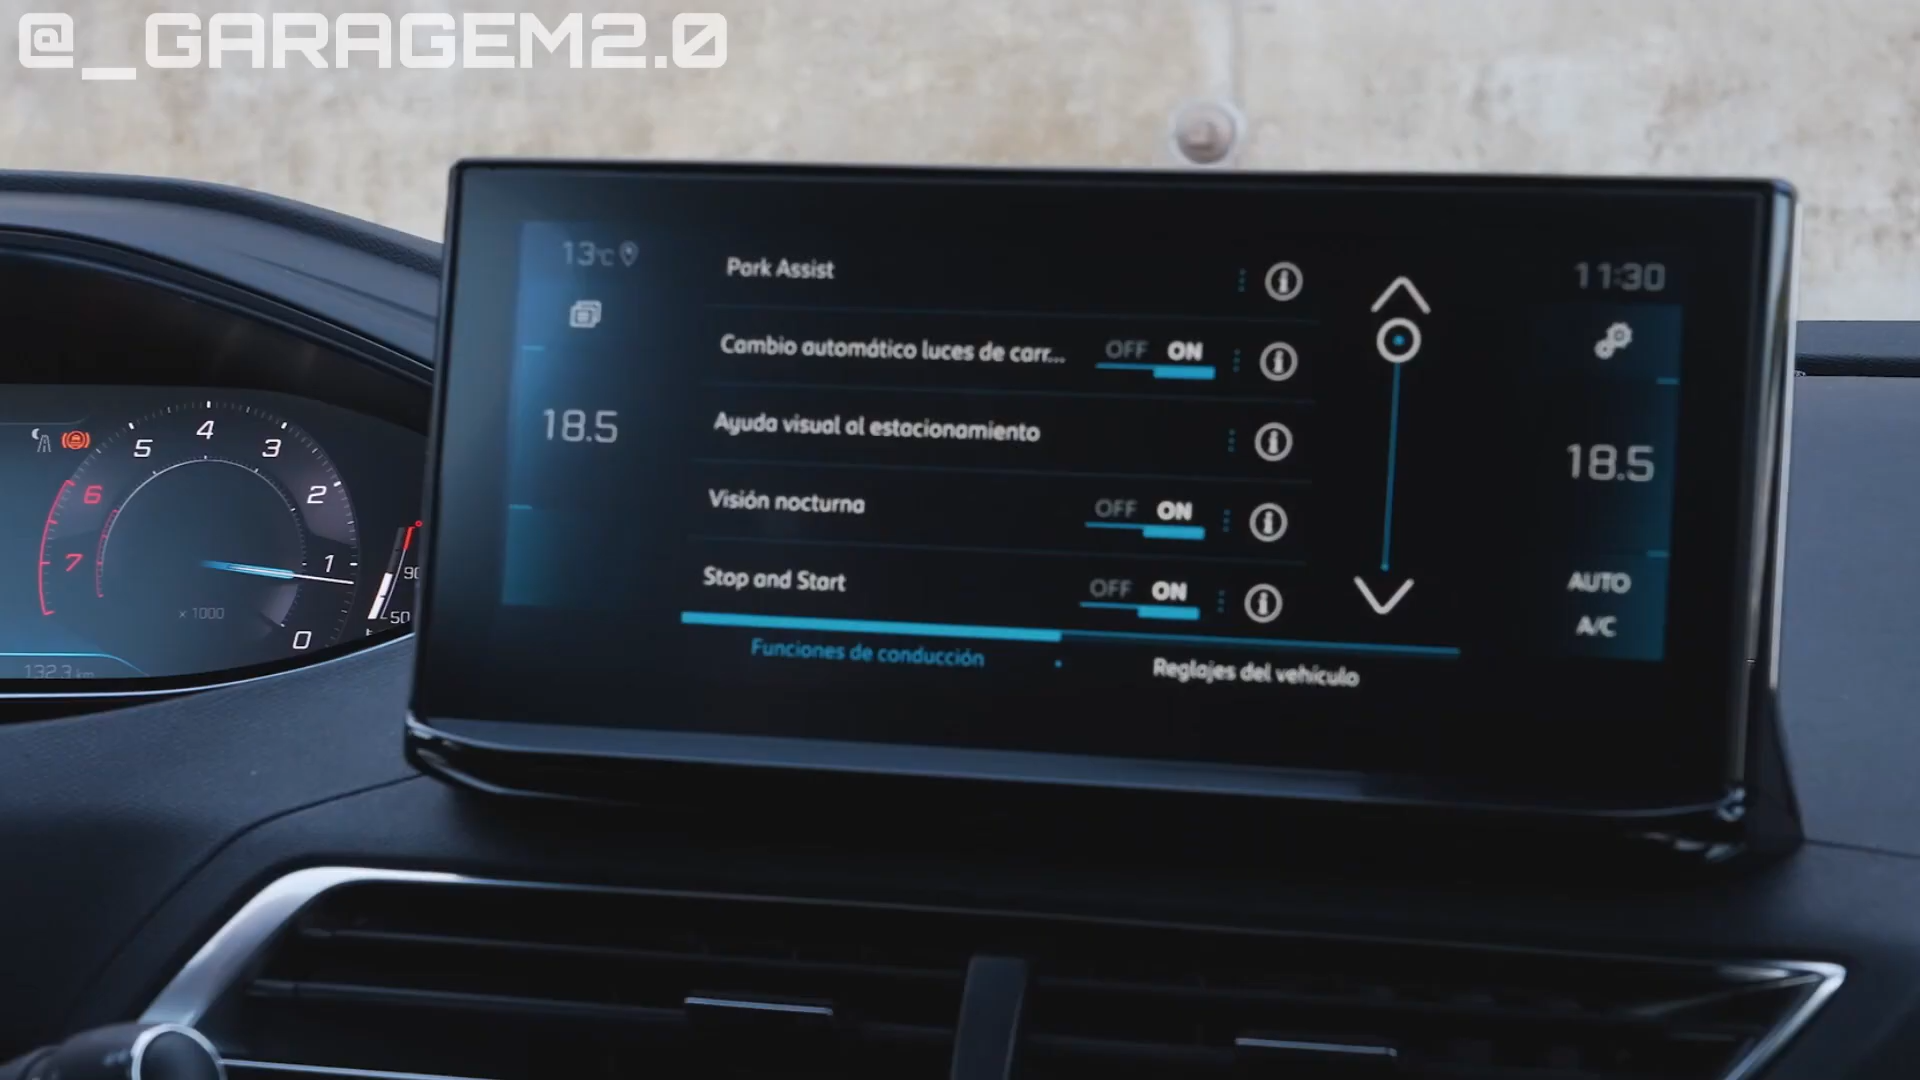 @_GARAGEM2.0
13°C
11:30
Park Assist
Cambio automático luces de carr...
OFF ON
Ayuda visual al estacionamiento
18.5
18.5
Visión nocturna
OFF ON
Stop and Start
OFF ON
AUTO
A/C
Funciones de conducción
Reglajes del vehículo
7
6
5
4
3
2
1
0
x 1000
90
50
132.3 km